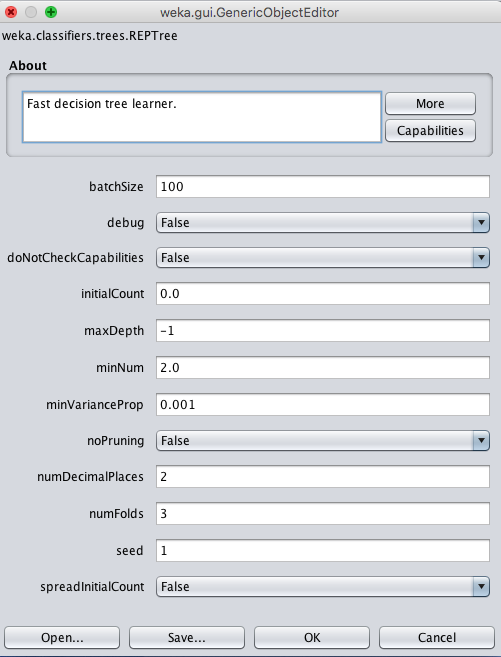 weka.gui.GenericObjectEditor
weka.classifiers.trees.REPTree
About
Fast decision tree learner.
More
Capabilities
batchSize 100
debug False
doNotCheckCapabilities False
initialCount 0.0
maxDepth -1
minNum 2.0
minVarianceProp 0.001
noPruning False
numDecimalPlaces 2
numFolds 3
seed 1
spreadInitialCount False
Open... Save... OK Cancel